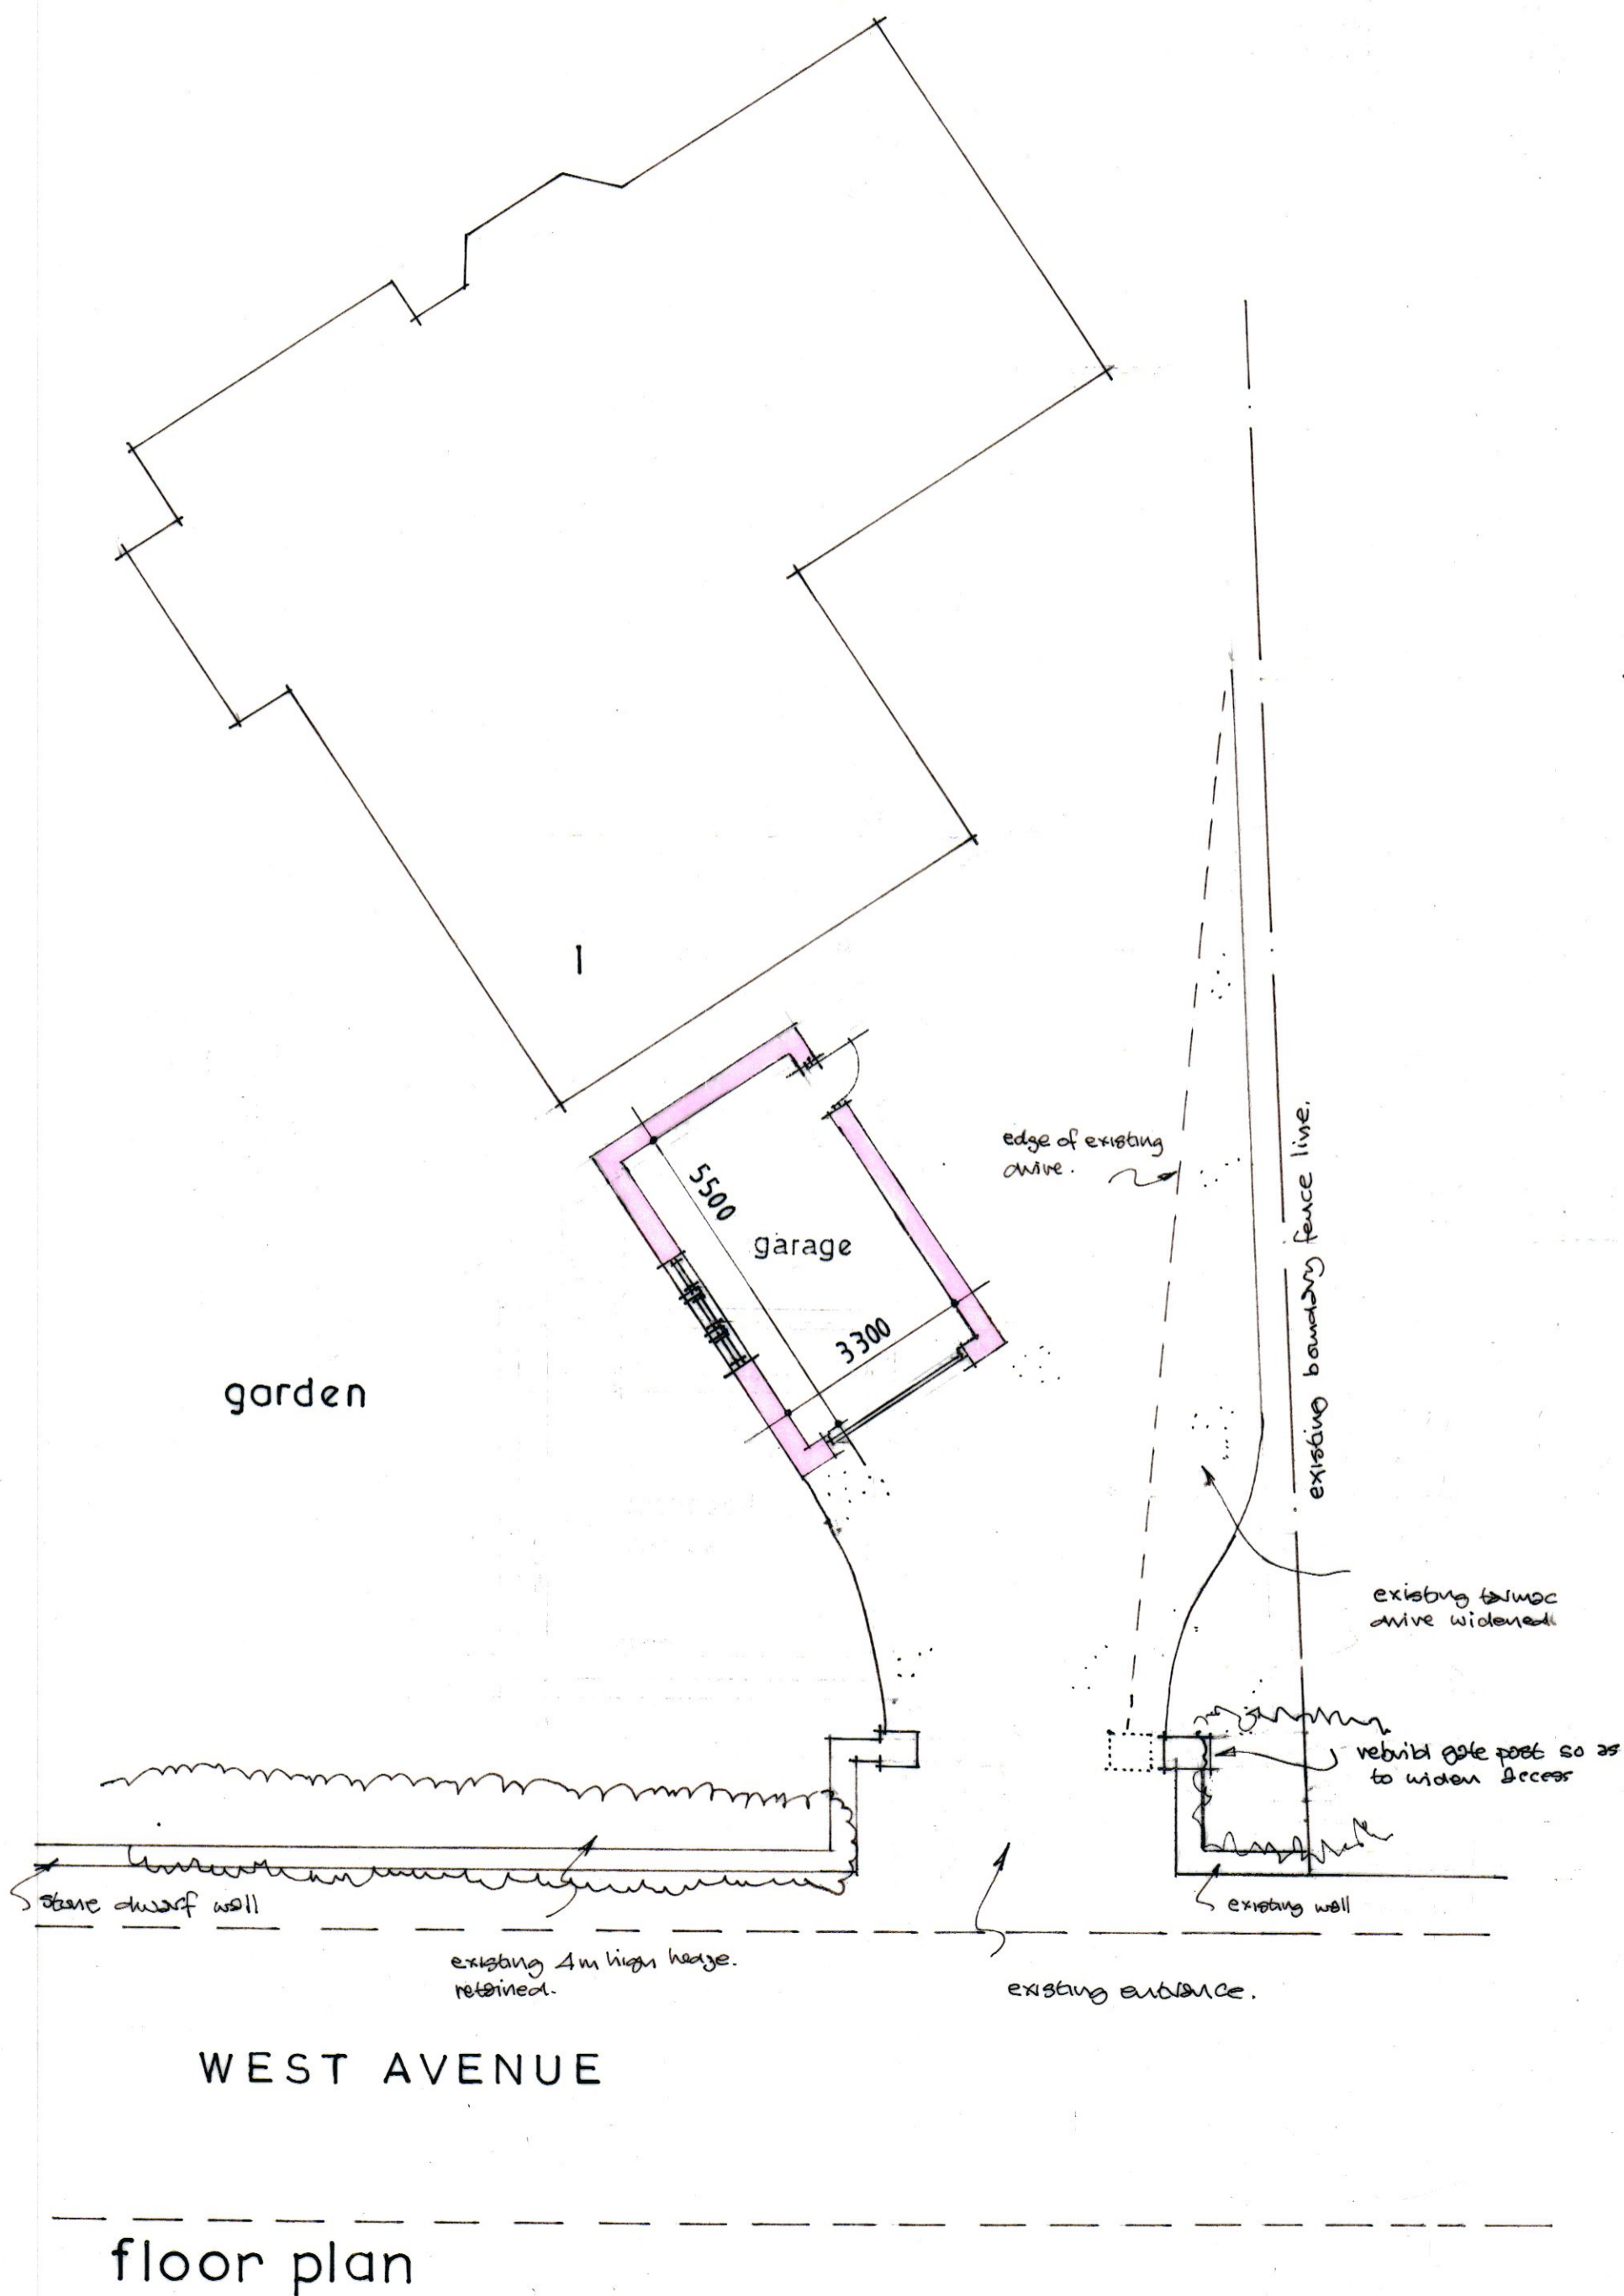 1
5500
garage
3300
edge of existing
drive.
existing boundary fence line.
garden
existing tarmac
drive widened
rebuild gate post so as
to widen access
stone dwarf wall
existing wall
existing 4m high hedge.
retained.
existing entrance.
WEST AVENUE
floor plan